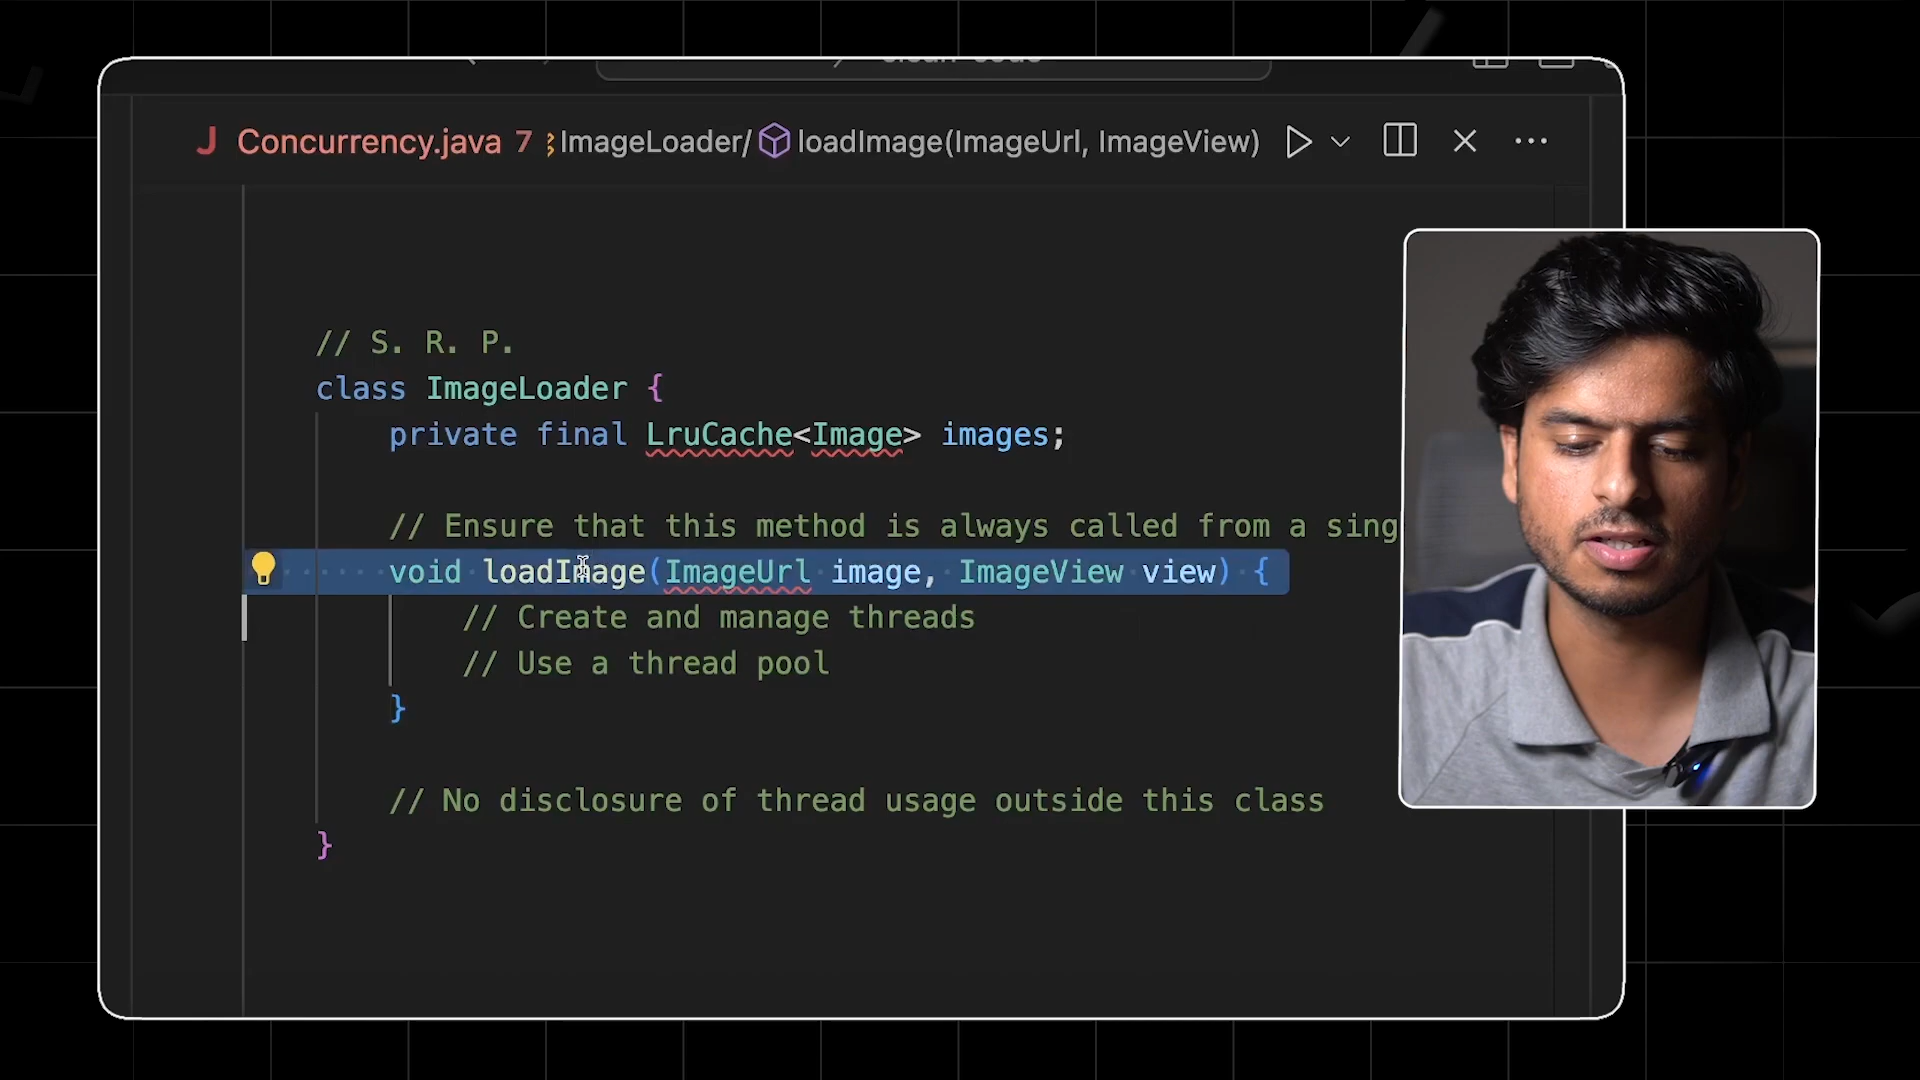 Concurrency.java 7 ImageLoader/ loadImage(ImageUrl, ImageView)
// S. R. P.
class ImageLoader {
private final LruCache<Image> images;
// Ensure that this method is always called from a sing
void loadImage(ImageUrl image, ImageView view) {
// Create and manage threads
// Use a thread pool
}
// No disclosure of thread usage outside this class
}